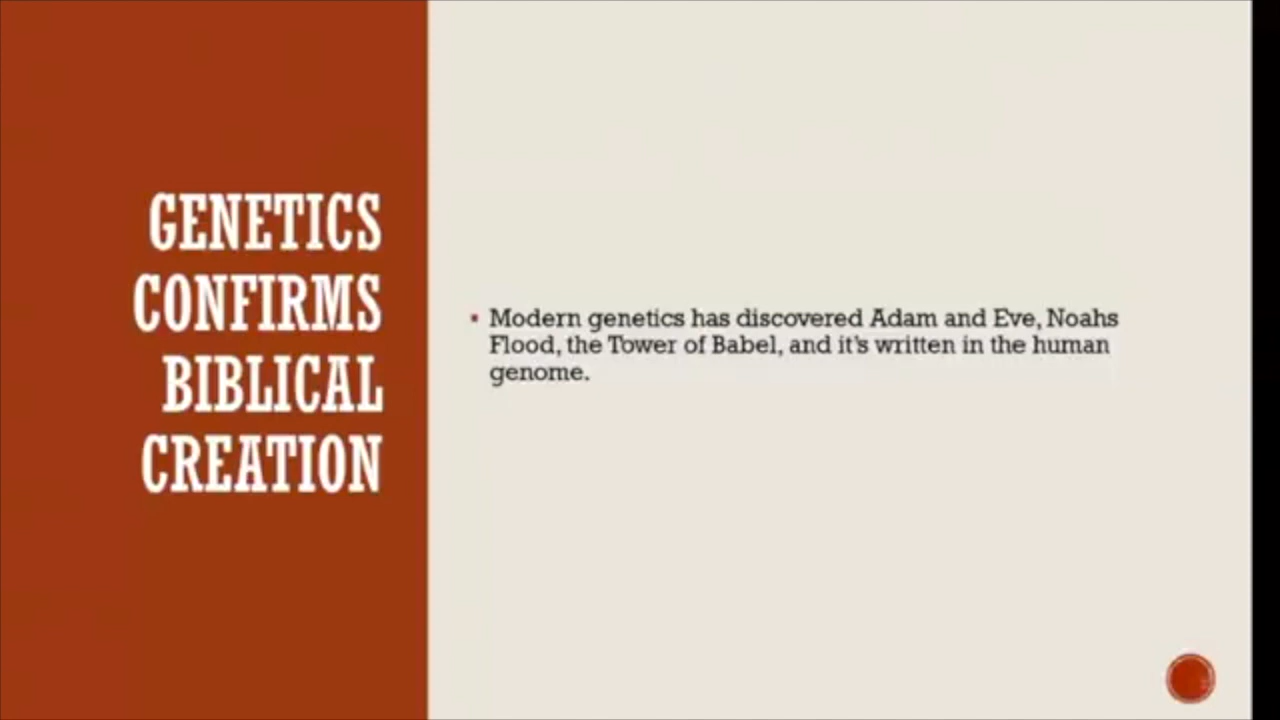 GENETICS
CONFIRMS
BIBLICAL
CREATION
▪ Modern genetics has discovered Adam and Eve, Noahs
Flood, the Tower of Babel, and it's written in the human
genome.